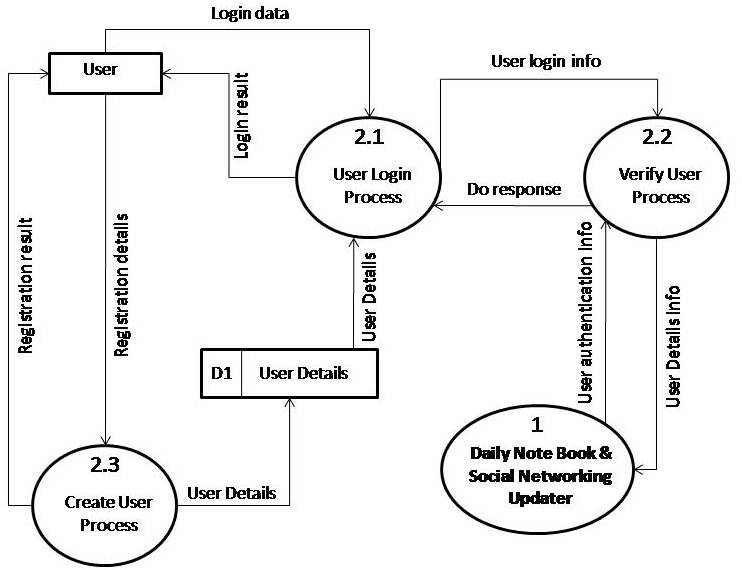 Login data
User
User login info
Login result
2.1
User Login
Process
2.2
Verify User
Process
Do response
Registration result
Registration details
User Details
User authentication Info
User Details Info
D1 User Details
1
Daily Note Book &
Social Networking
Updater
2.3
Create User
Process
User Details